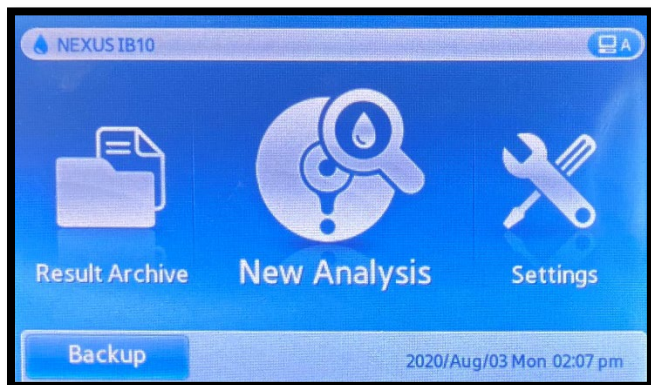 NEXUS IB10
A
Result Archive
New Analysis
Settings
Backup
2020/Aug/03 Mon 02:07 pm